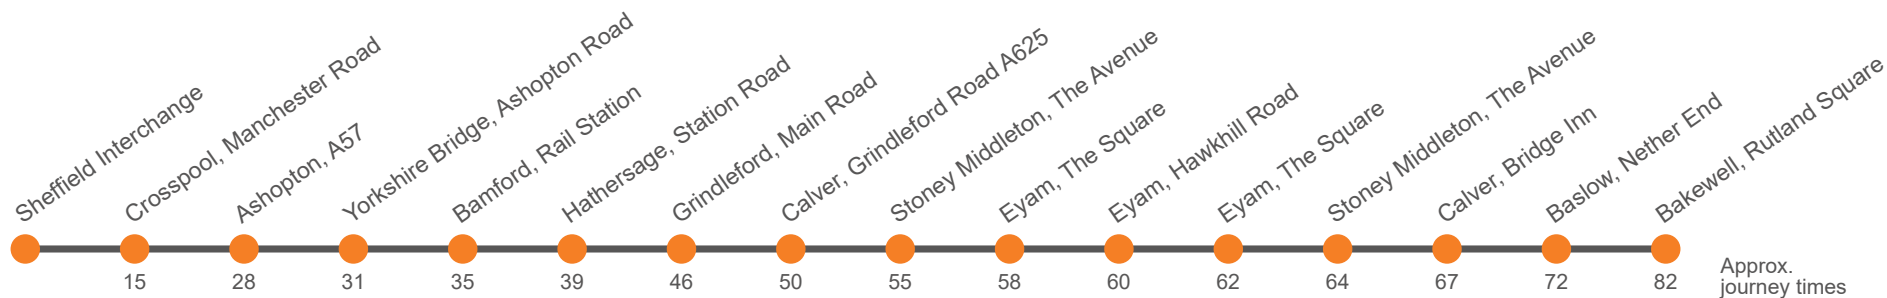 Sheffield Interchange
Crosspool, Manchester Road
Ashopton, A57
Yorkshire Bridge, Ashopton Road
Bamford, Rail Station
Hathersage, Station Road
Grindleford, Main Road
Calver, Grindleford Road A625
Stoney Middleton, The Avenue
Eyam, The Square
Eyam, Hawkhill Road
Eyam, The Square
Stoney Middleton, The Avenue
Calver, Bridge Inn
Baslow, Nether End
Bakewell, Rutland Square
15 28 31 35 39 46 50 55 58 60 62 64 67 72 82
Approx.
journey times